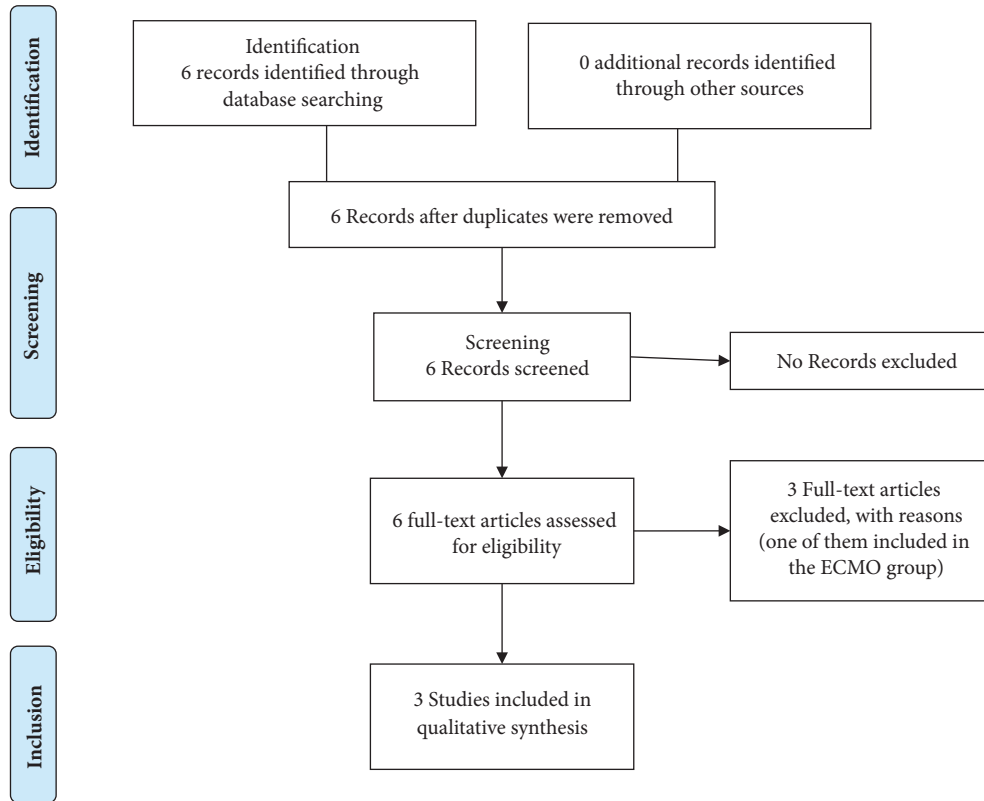 Identification
Identification
6 records identified through
database searching
0 additional records identified
through other sources
6 Records after duplicates were removed
Screening
Screening
6 Records screened
No Records excluded
Eligibility
6 full-text articles assessed
for eligibility
3 Full-text articles
excluded, with reasons
(one of them included in
the ECMO group)
Inclusion
3 Studies included in
qualitative synthesis